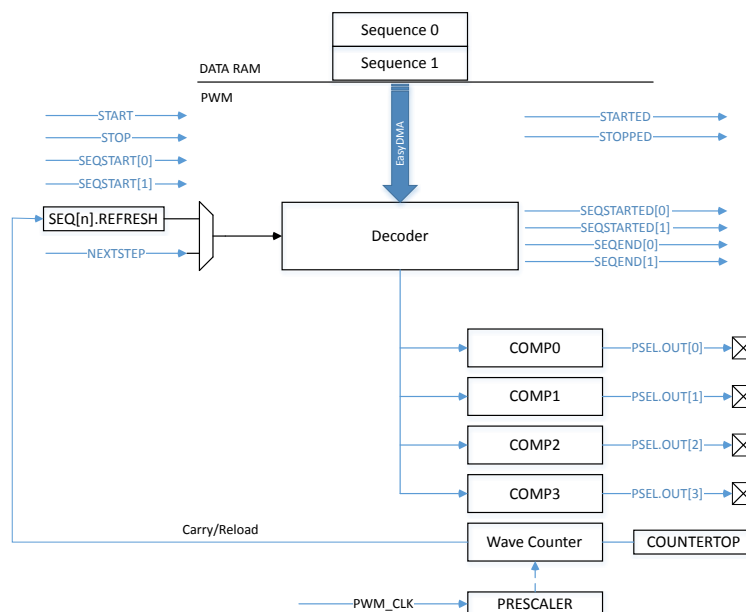 Sequence 0
Sequence 1
DATA RAM
PWM
START
STOP
SEQSTART[0]
SEQSTART[1]
EasyDMA
STARTED
STOPPED
SEQ[n].REFRESH
NEXTSTEP
Decoder
SEQSTARTED[0]
SEQSTARTED[1]
SEQEND[0]
SEQEND[1]
COMP0
PSEL.OUT[0]
COMP1
PSEL.OUT[1]
COMP2
PSEL.OUT[2]
COMP3
PSEL.OUT[3]
Carry/Reload
Wave Counter
COUNTERTOP
PWM_CLK
PRESCALER